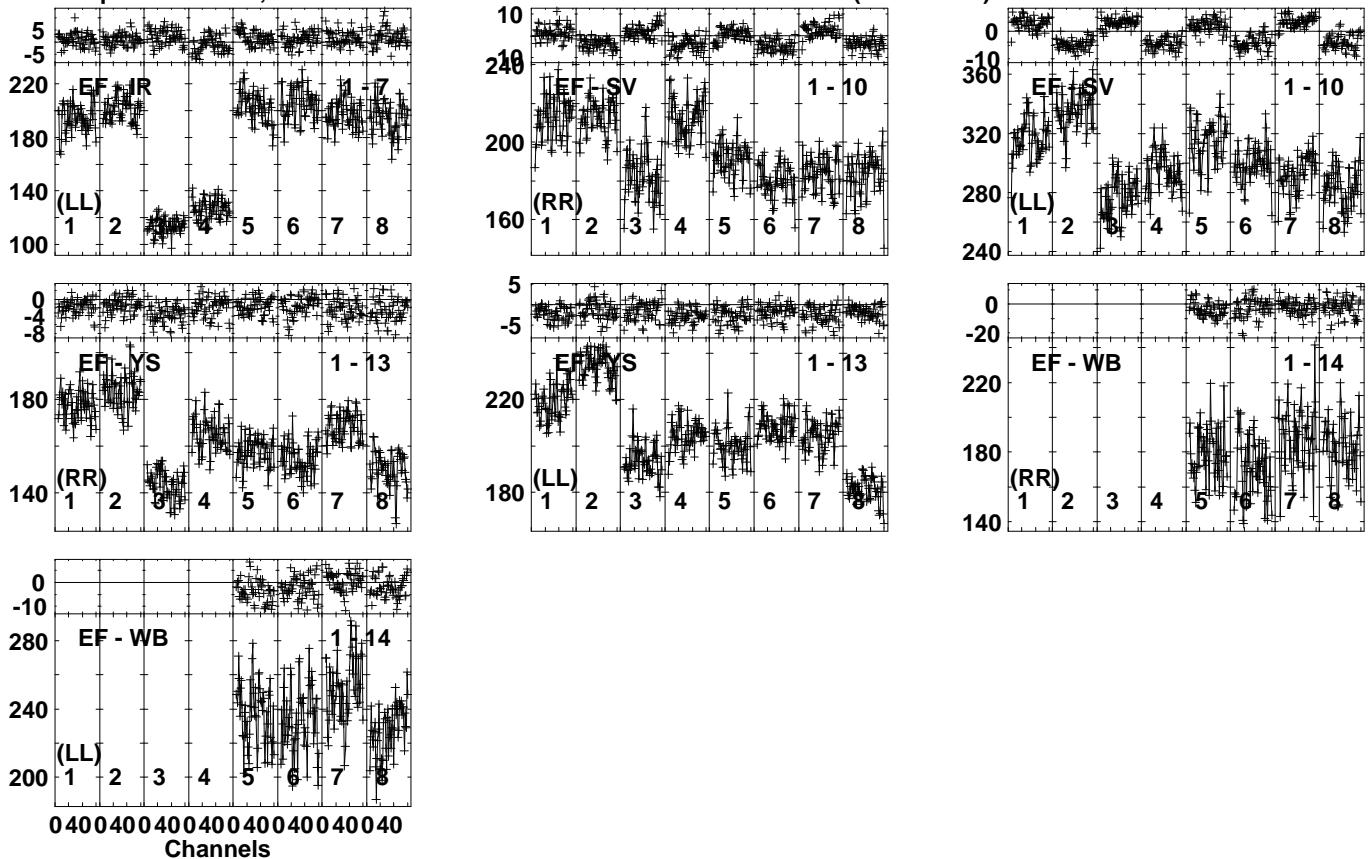 5
-5
220
180
140
100
EF - IR
1 - 7
(LL)
1 2 3 4 5 6 7 8
10
-10
240
200
160
EF - SV
1 - 10
(RR)
1 2 3 4 5 6 7 8
0
-10
360
320
280
240
EF - SV
1 - 10
(LL)
1 2 3 4 5 6 7 8
0
-4
-8
180
140
EF - YS
1 - 13
(RR)
1 2 3 4 5 6 7 8
5
-5
220
180
EF - YS
1 - 13
(LL)
1 2 3 4 5 6 7 8
0
-20
220
180
140
EF - WB
1 - 14
(RR)
1 2 3 4 5 6 7 8
0
-10
280
240
200
EF - WB
1 - 14
(LL)
1 2 3 4 5 6 7 8
0 40 0 40 0 40 0 40 0 40 0 40 0 40 0 40
Channels